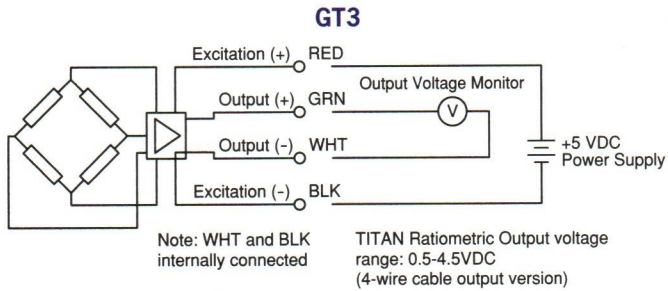 GT3
Excitation (+) RED
Output Voltage Monitor
Output (+) GRN
V
Output (-) WHT
+5 VDC
Power Supply
Excitation (-) BLK
Note: WHT and BLK
internally connected
TITAN Ratiometric Output voltage
range: 0.5-4.5VDC
(4-wire cable output version)